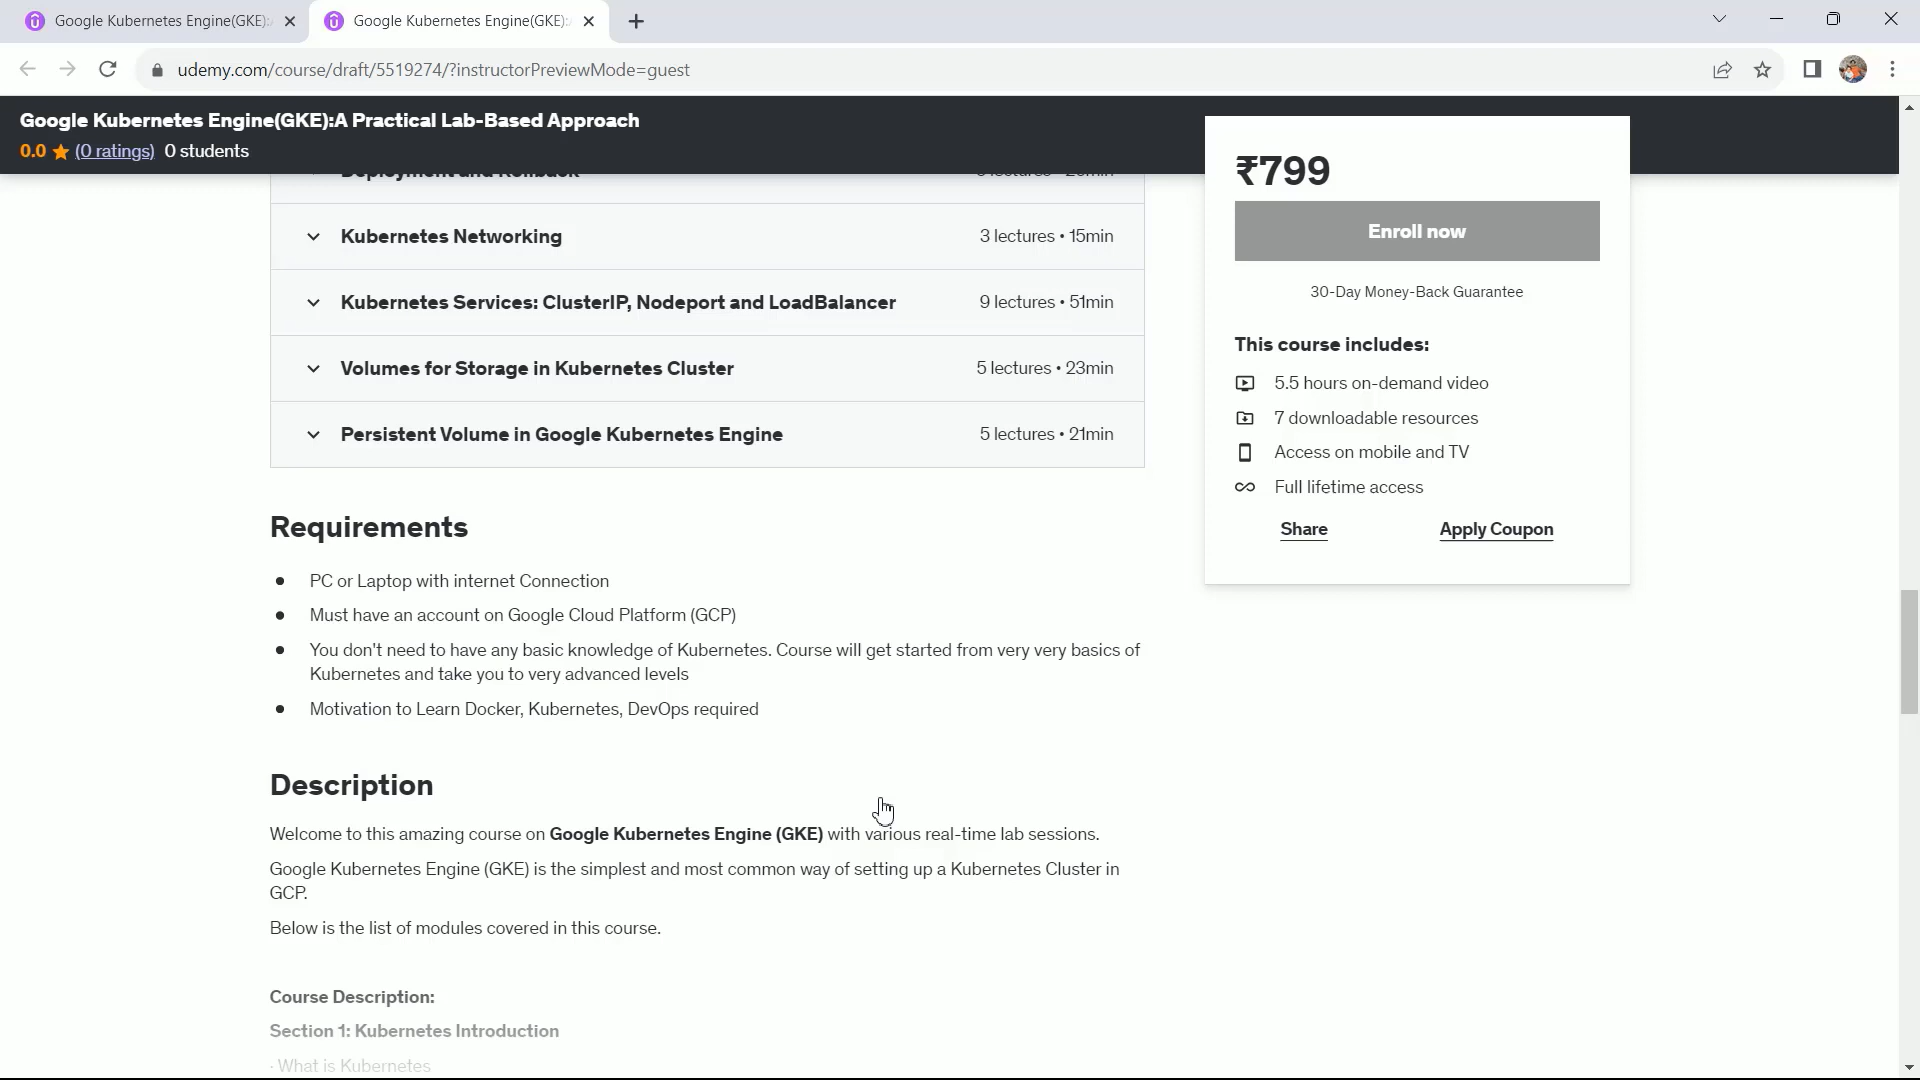 Google Kubernetes Engine(GKE):
Google Kubernetes Engine(GKE):
udemy.com/course/draft/5519274/?instructorPreviewMode=guest
Google Kubernetes Engine(GKE):A Practical Lab-Based Approach
0.0 (0 ratings) 0 students
Deployment and Rollback
Kubernetes Networking 3 lectures • 15min
Kubernetes Services: ClusterIP, Nodeport and LoadBalancer 9 lectures • 51min
Volumes for Storage in Kubernetes Cluster 5 lectures • 23min
Persistent Volume in Google Kubernetes Engine 5 lectures • 21min
₹799
Enroll now
30-Day Money-Back Guarantee
This course includes:
5.5 hours on-demand video
7 downloadable resources
Access on mobile and TV
Full lifetime access
Share Apply Coupon
Requirements
PC or Laptop with internet Connection
Must have an account on Google Cloud Platform (GCP)
You don't need to have any basic knowledge of Kubernetes. Course will get started from very very basics of
Kubernetes and take you to very advanced levels
Motivation to Learn Docker, Kubernetes, DevOps required
Description
Welcome to this amazing course on Google Kubernetes Engine (GKE) with various real-time lab sessions.
Google Kubernetes Engine (GKE) is the simplest and most common way of setting up a Kubernetes Cluster in
GCP.
Below is the list of modules covered in this course.
Course Description:
Section 1: Kubernetes Introduction
· What is Kubernetes